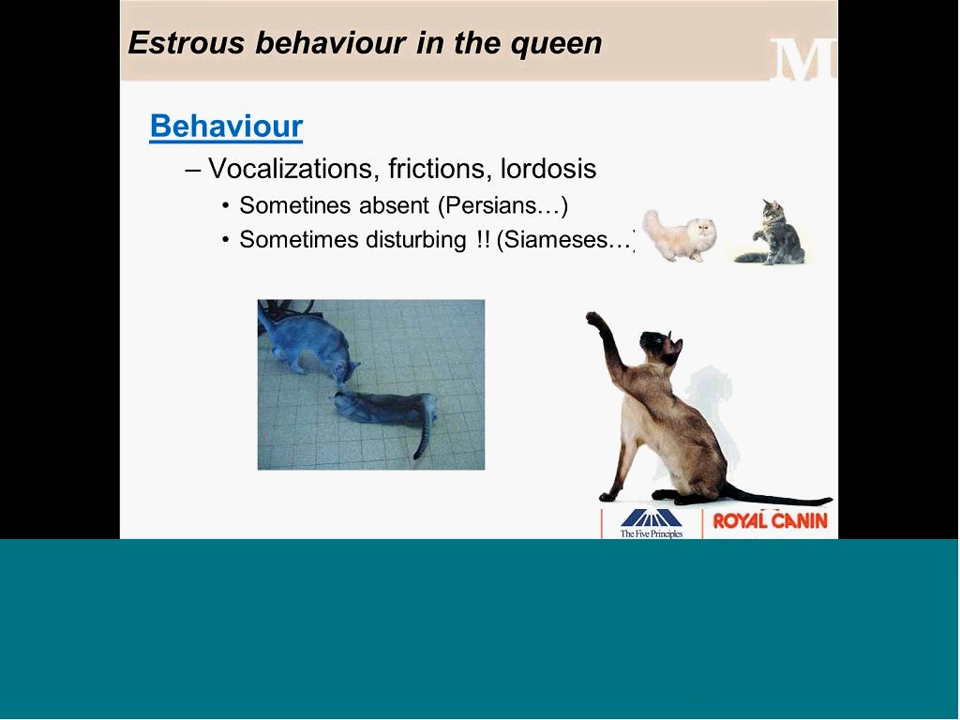 Estrous behaviour in the queen
M
Behaviour
– Vocalizations, frictions, lordosis
• Sometines absent (Persians…)
• Sometimes disturbing !! (Siameses…)
The Five Principles
ROYAL CANIN